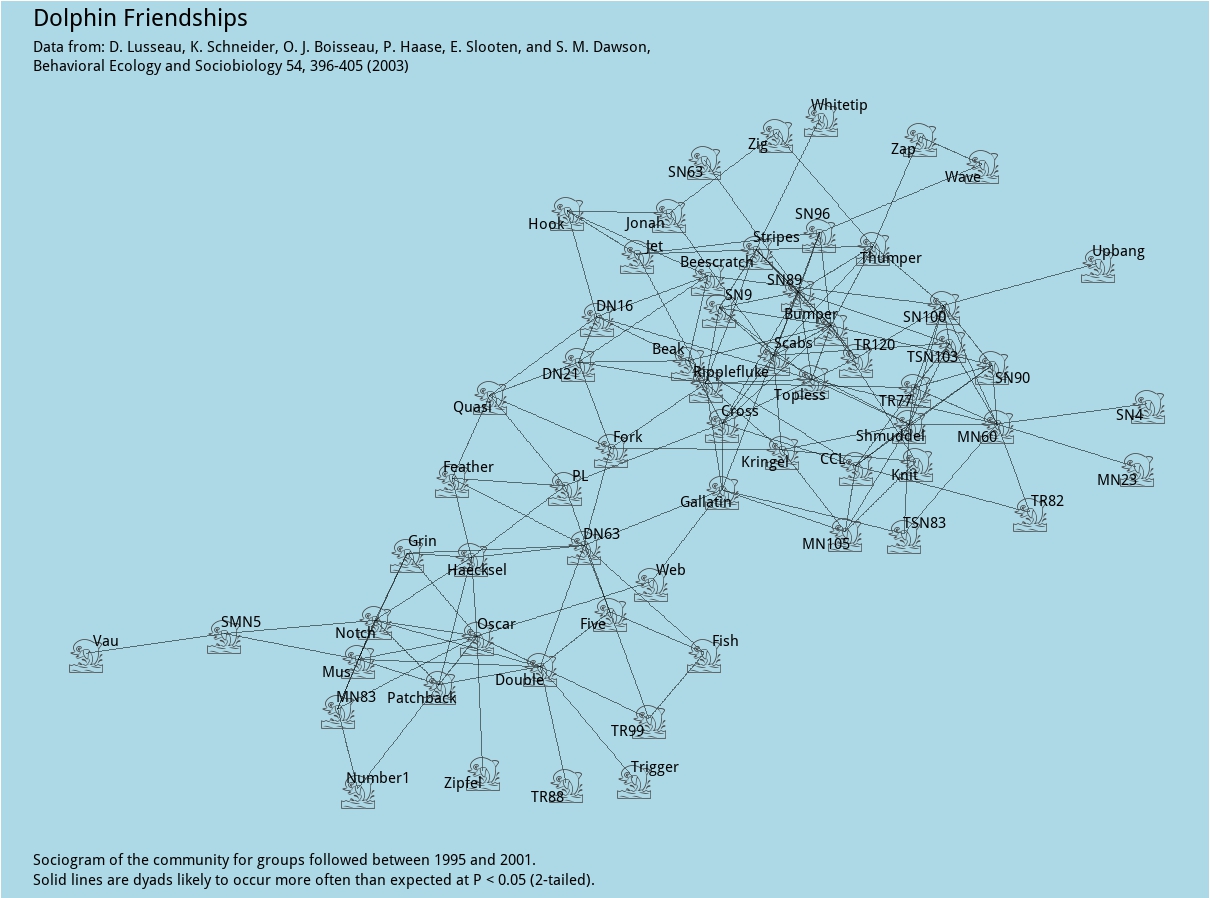 Dolphin Friendships
Data from: D. Lusseau, K. Schneider, O. J. Boisseau, P. Haase, E. Slooten, and S. M. Dawson,
Behavioral Ecology and Sociobiology 54, 396-405 (2003)
Whitetip
Zig
Zap
SN63
Wave
SN96
Hook
Jonah
Stripes
Jet
Thumper
Upbang
Beescratch
SN89
SN9
DN16
Bumper
SN100
Scabs
TR120
Beak
TSN103
DN21
Ripplefluke
SN90
Topless
TR77
Quasi
Cross
SN4
Fork
Shmuddel
MN60
Kringel
CCL
Feather
PL
Knit
MN23
Gallatin
TR82
TSN83
DN63
MN105
Grin
Haecksel
Web
SMN5
Oscar
Five
Notch
Vau
Fish
Mus
Double
MN83
Patchback
TR99
Trigger
Number1
Zipfel
TR88
Sociogram of the community for groups followed between 1995 and 2001.
Solid lines are dyads likely to occur more often than expected at P < 0.05 (2-tailed).